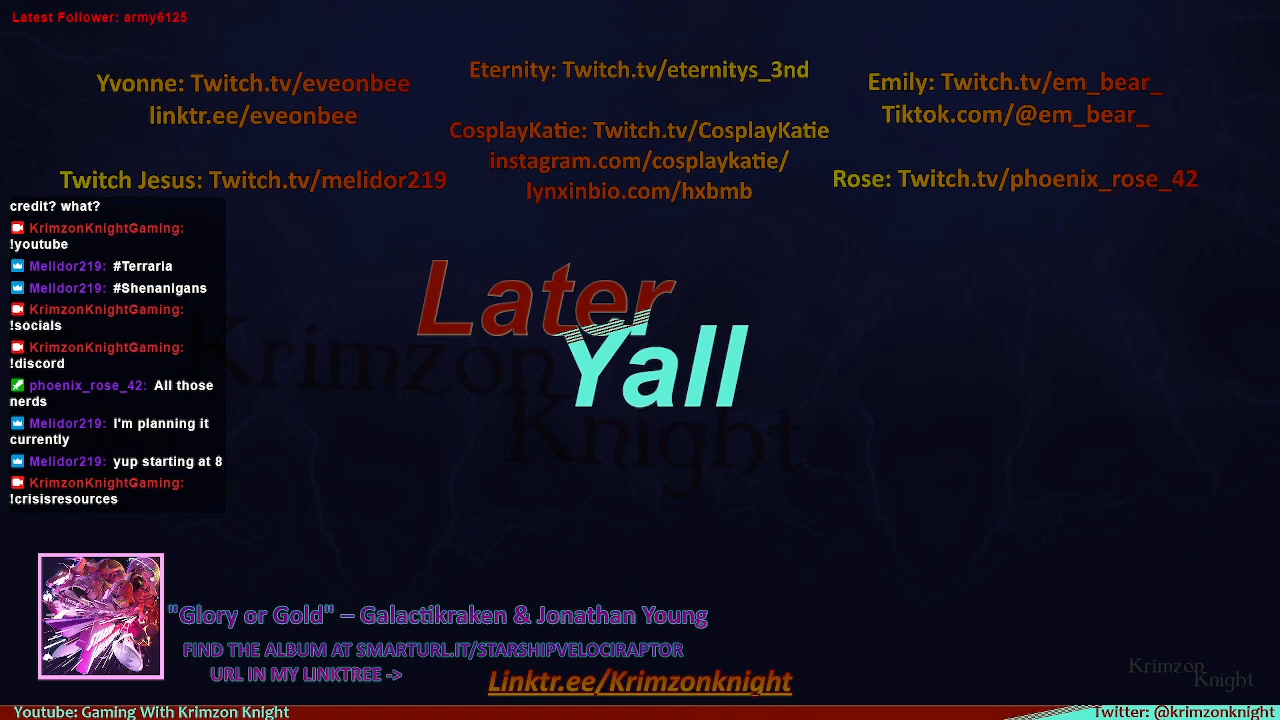 Latest Follower: army6125
Yvonne: Twitch.tv/eveonbee
linktr.ee/eveonbee
Eternity: Twitch.tv/eternitys_3nd
Emily: Twitch.tv/em_bear_
Tiktok.com/@em_bear_
CosplayKatie: Twitch.tv/CosplayKatie
instagram.com/cosplaykatie/
lynxinbio.com/hxbmb
Twitch Jesus: Twitch.tv/melidor219
Rose: Twitch.tv/phoenix_rose_42
credit? what?
KrimzonKnightGaming:
!youtube
Melidor219: #Terraria
Melidor219: #Shenanigans
KrimzonKnightGaming:
!socials
KrimzonKnightGaming:
!discord
phoenix_rose_42: All those
nerds
Melidor219: I'm planning it
currently
Melidor219: yup starting at 8
KrimzonKnightGaming:
!crisisresources
Later
Yall
Krimzon
Knight
"Glory or Gold" – Galactikraken & Jonathan Young
FIND THE ALBUM AT SMARTURL.IT/STARSHIPVELOCIRAPTOR
URL IN MY LINKTREE ->
Linktr.ee/Krimzonknight
Krimzon
Knight
Youtube: Gaming With Krimzon Knight
Twitter: @krimzonknight